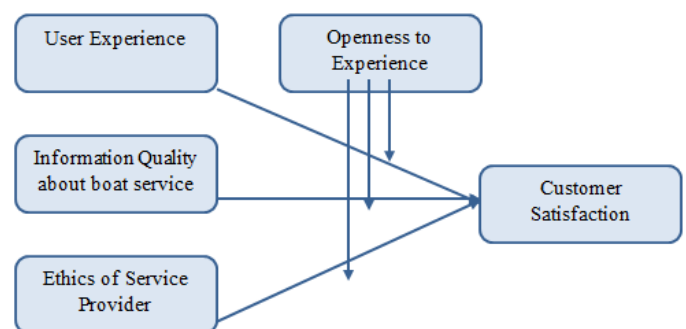 User Experience
Openness to
Experience
Information Quality
about boat service
Customer
Satisfaction
Ethics of Service
Provider